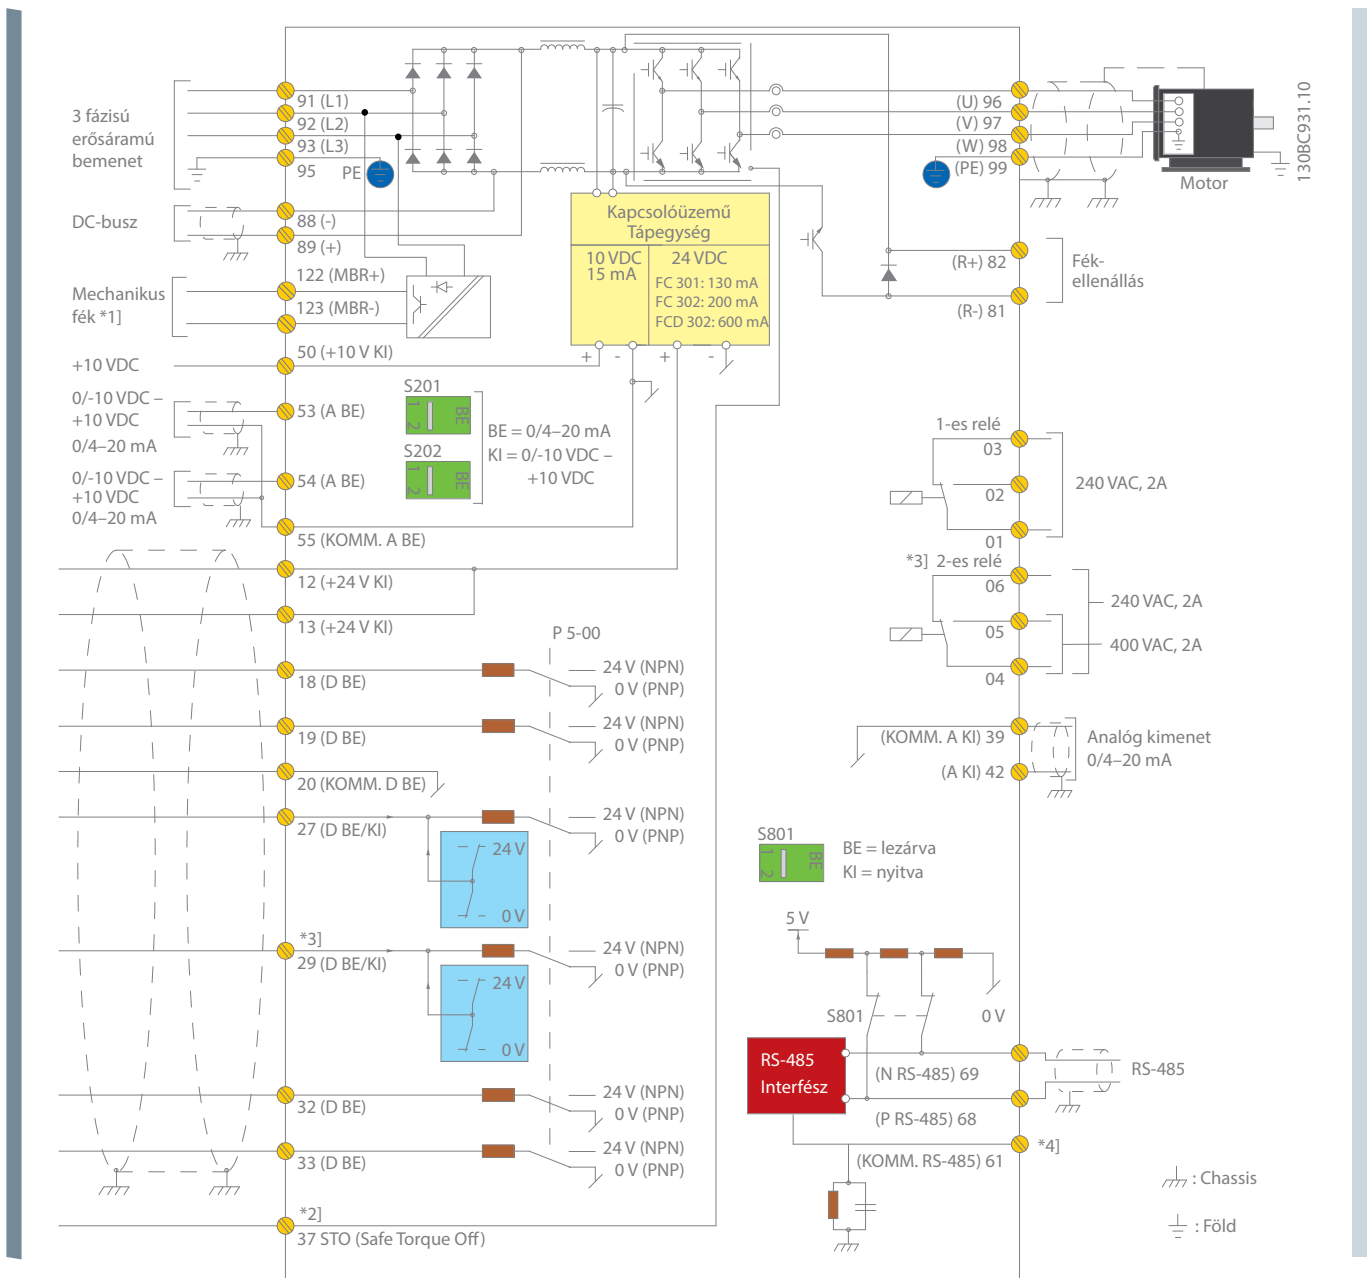 3 fázisú
erősáramú
bemenet
91 (L1)
92 (L2)
93 (L3)
95
PE
DC-busz
88 (-)
89 (+)
122 (MBR+)
Mechanikus
fék *1]
123 (MBR-)
50 (+10 V KI)
+10 VDC
0/-10 VDC –
+10 VDC
0/4–20 mA
53 (A BE)
0/-10 VDC –
+10 VDC
0/4–20 mA
54 (A BE)
55 (KOMM. A BE)
12 (+24 V KI)
13 (+24 V KI)
18 (D BE)
19 (D BE)
20 (KOMM. D BE)
27 (D BE/KI)
*3]
29 (D BE/KI)
32 (D BE)
33 (D BE)
*2]
37 STO (Safe Torque Off)
Kapcsolóüzemű
Tápegység
10 VDC
15 mA
24 VDC
FC 301: 130 mA
FC 302: 200 mA
FCD 302: 600 mA
+ - + -
S201
1 2 BE
S202
1 2 BE
BE = 0/4–20 mA
KI = 0/-10 VDC –
+10 VDC
P 5-00
24 V (NPN)
0 V (PNP)
24 V (NPN)
0 V (PNP)
24 V (NPN)
0 V (PNP)
24 V
0 V
24 V (NPN)
0 V (PNP)
24 V
0 V
24 V (NPN)
0 V (PNP)
24 V (NPN)
0 V (PNP)
(U) 96
(V) 97
(W) 98
(PE) 99
Motor
130BC931.10
(R+) 82
Fék-
ellenállás
(R-) 81
1-es relé
03
02
01
240 VAC, 2A
*3] 2-es relé
06
05
04
240 VAC, 2A
400 VAC, 2A
(KOMM. A KI) 39
(A KI) 42
Analóg kimenet
0/4–20 mA
S801
1 2 BE
BE = lezárva
KI = nyitva
5 V
S801
0 V
RS-485
Interfész
(N RS-485) 69
RS-485
(P RS-485) 68
(KOMM. RS-485) 61
*4]
: Chassis
: Föld